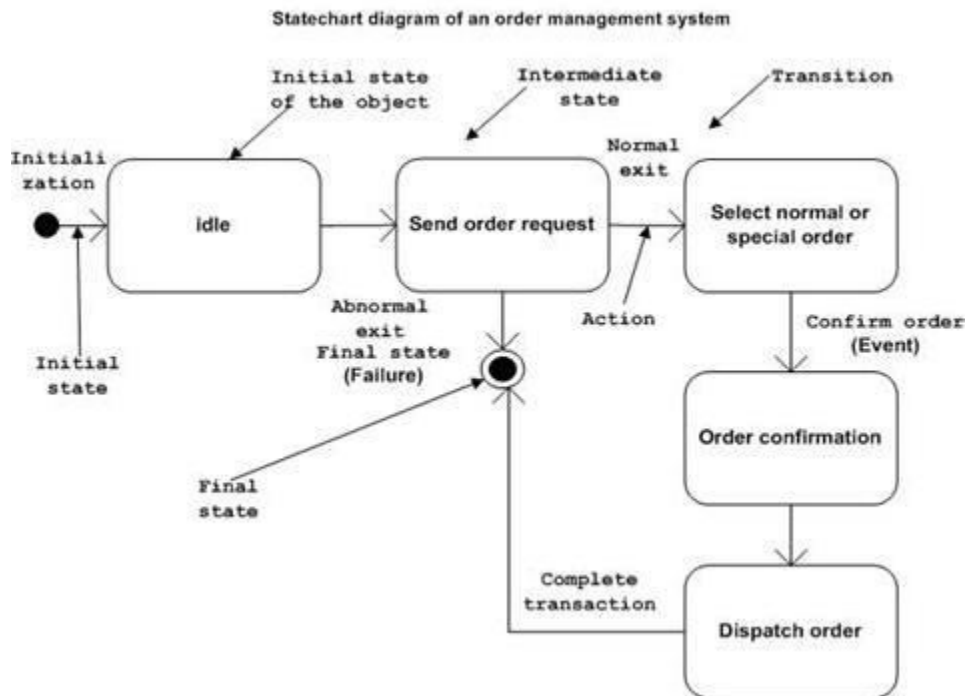 Statechart diagram of an order management system
Initial state
of the object
Intermediate
state
Transition
Initiali
zation
Normal
exit
idle
Send order request
Select normal or
special order
Initial
state
Abnormal
exit
Final state
(Failure)
Action
Confirm order
(Event)
Order confirmation
Final
state
Complete
transaction
Dispatch order